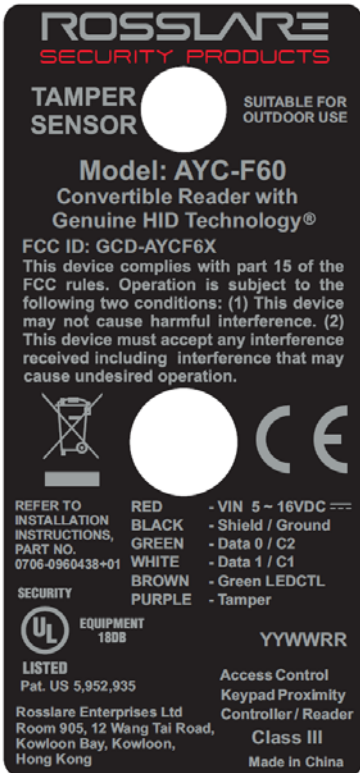 ROSSLARE
SECURITY PRODUCTS
TAMPER
SENSOR
SUITABLE FOR
OUTDOOR USE
Model: AYC-F60
Convertible Reader with
Genuine HID Technology®
FCC ID: GCD-AYCF6X
This device complies with part 15 of the
FCC rules. Operation is subject to the
following two conditions: (1) This device
may not cause harmful interference. (2)
This device must accept any interference
received including interference that may
cause undesired operation.
CE
REFER TO
INSTALLATION
INSTRUCTIONS,
PART NO.
0706-0960438+01
RED - VIN 5 ~ 16VDC
BLACK - Shield / Ground
GREEN - Data 0 / C2
WHITE - Data 1 / C1
BROWN - Green LEDCTL
PURPLE - Tamper
SECURITY
UL
EQUIPMENT
18DB
LISTED
Pat. US 5,952,935
YYWWRR
Rosslare Enterprises Ltd
Room 905, 12 Wang Tai Road,
Kowloon Bay, Kowloon,
Hong Kong
Access Control
Keypad Proximity
Controller / Reader
Class III
Made in China